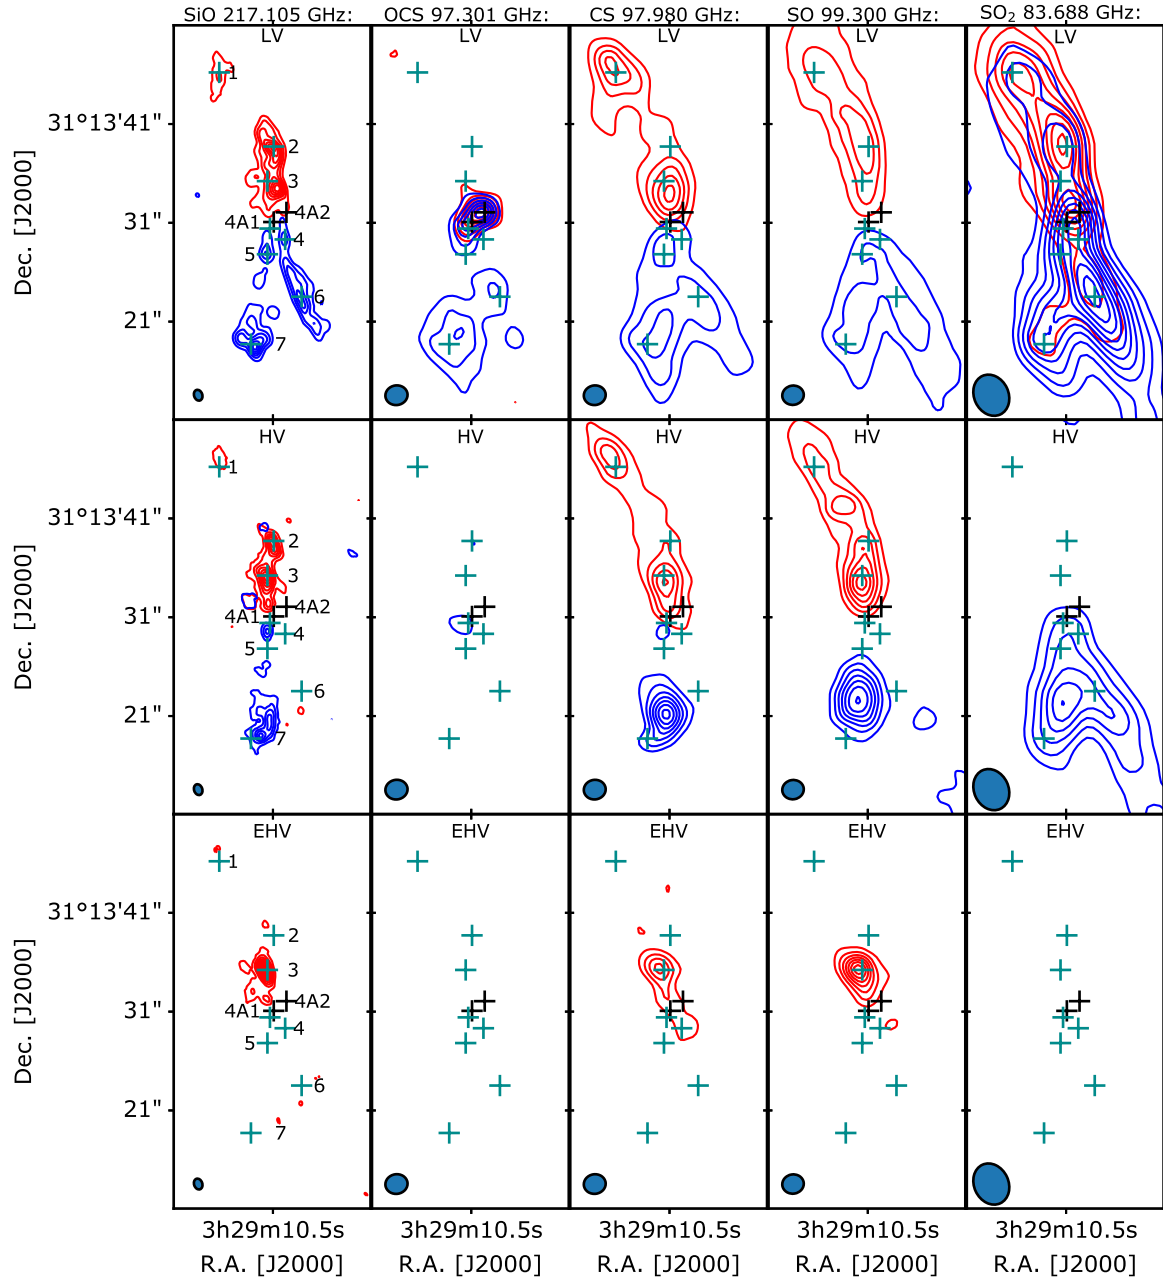 SiO 217.105 GHz: OCS 97.301 GHz: CS 97.980 GHz: SO 99.300 GHz: SO₂ 83.688 GHz:
LV LV LV LV LV
1
31°13'41"
2
3
4A2
31" 4A1
4
5
6
21"
7
Dec. [J2000]
HV HV HV HV HV
1
31°13'41"
2
3
4A2
31" 4A1
4
5
6
21"
7
Dec. [J2000]
EHV EHV EHV EHV EHV
1
31°13'41"
2
3
4A2
31" 4A1
4
5
6
21"
7
Dec. [J2000]
3h29m10.5s 3h29m10.5s 3h29m10.5s 3h29m10.5s 3h29m10.5s
R.A. [J2000] R.A. [J2000] R.A. [J2000] R.A. [J2000] R.A. [J2000]